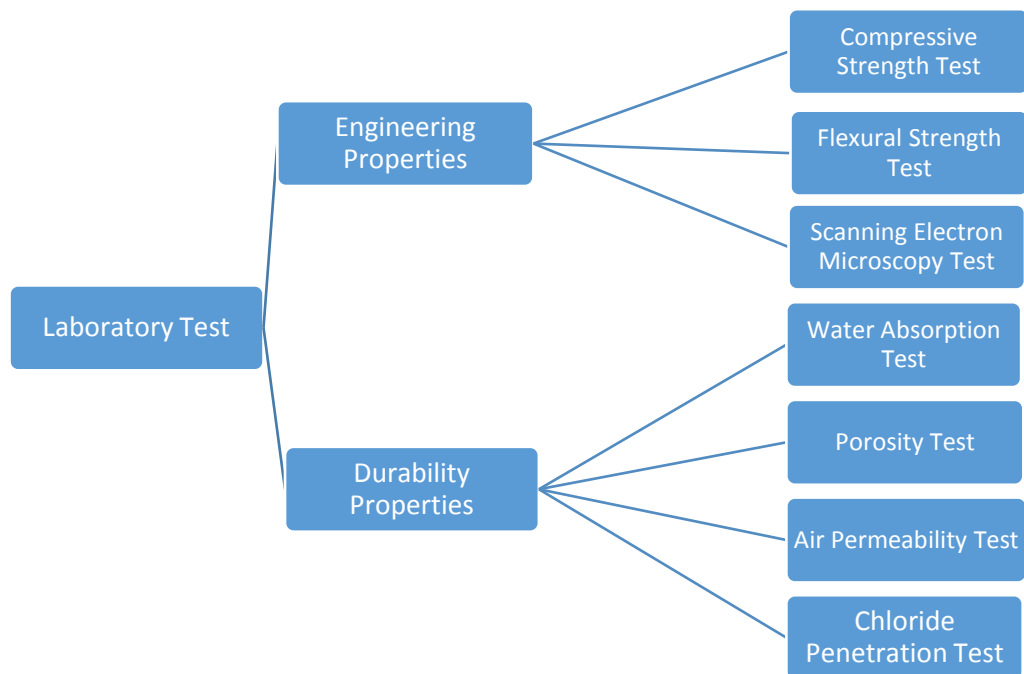 Laboratory Test
Engineering
Properties
Compressive
Strength Test
Flexural Strength
Test
Scanning Electron
Microscopy Test
Durability
Properties
Water Absorption
Test
Porosity Test
Air Permeability Test
Chloride
Penetration Test